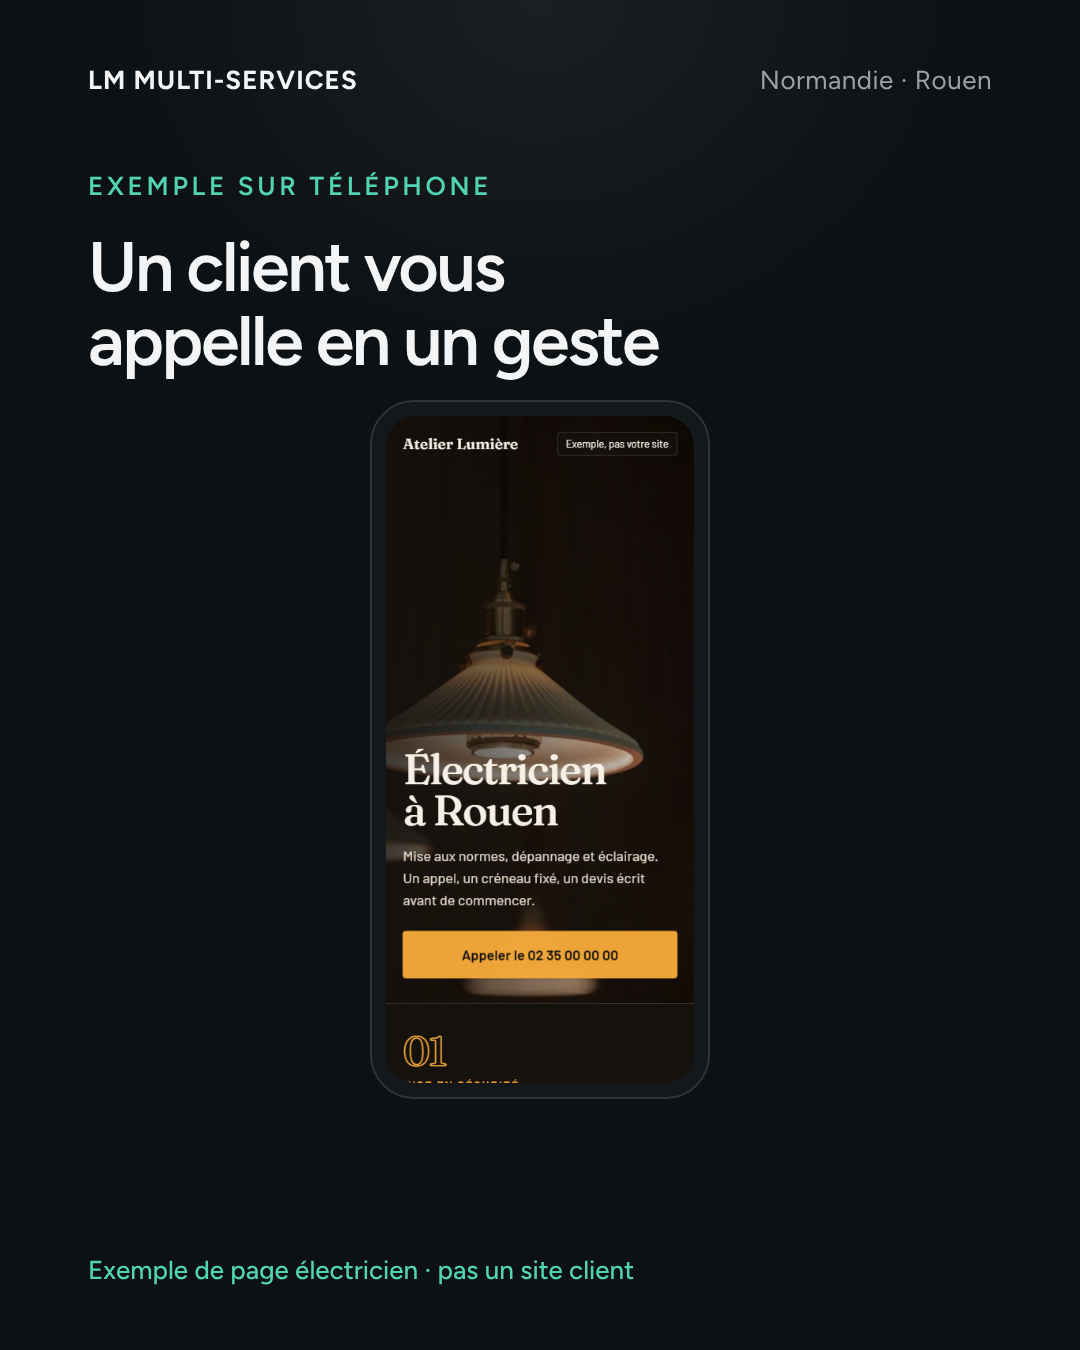 LM MULTI-SERVICES
Normandie · Rouen
EXEMPLE SUR TÉLÉPHONE
Un client vous
appelle en un geste
Atelier Lumière
Exemple, pas votre site
Électricien
à Rouen
Mise aux normes, dépannage et éclairage.
Un appel, un créneau fixé, un devis écrit
avant de commencer.
Appeler le 02 35 00 00 00
01
Exemple de page électricien · pas un site client